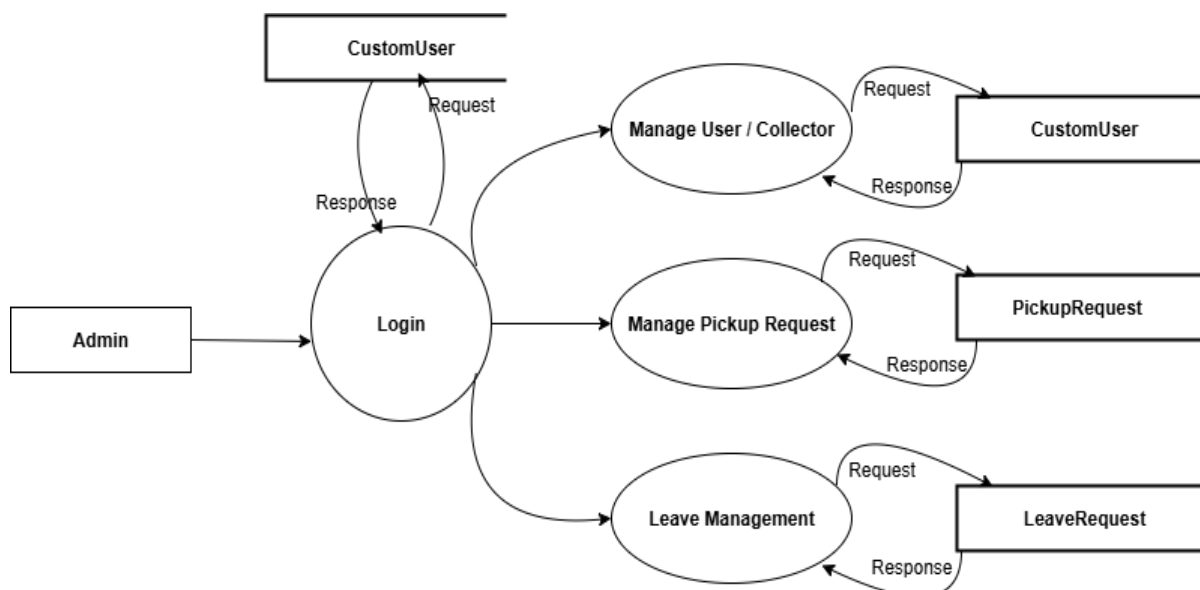 CustomUser
Request
Response
Admin
Login
Manage User / Collector
Request
CustomUser
Response
Manage Pickup Request
Request
PickupRequest
Response
Leave Management
Request
LeaveRequest
Response